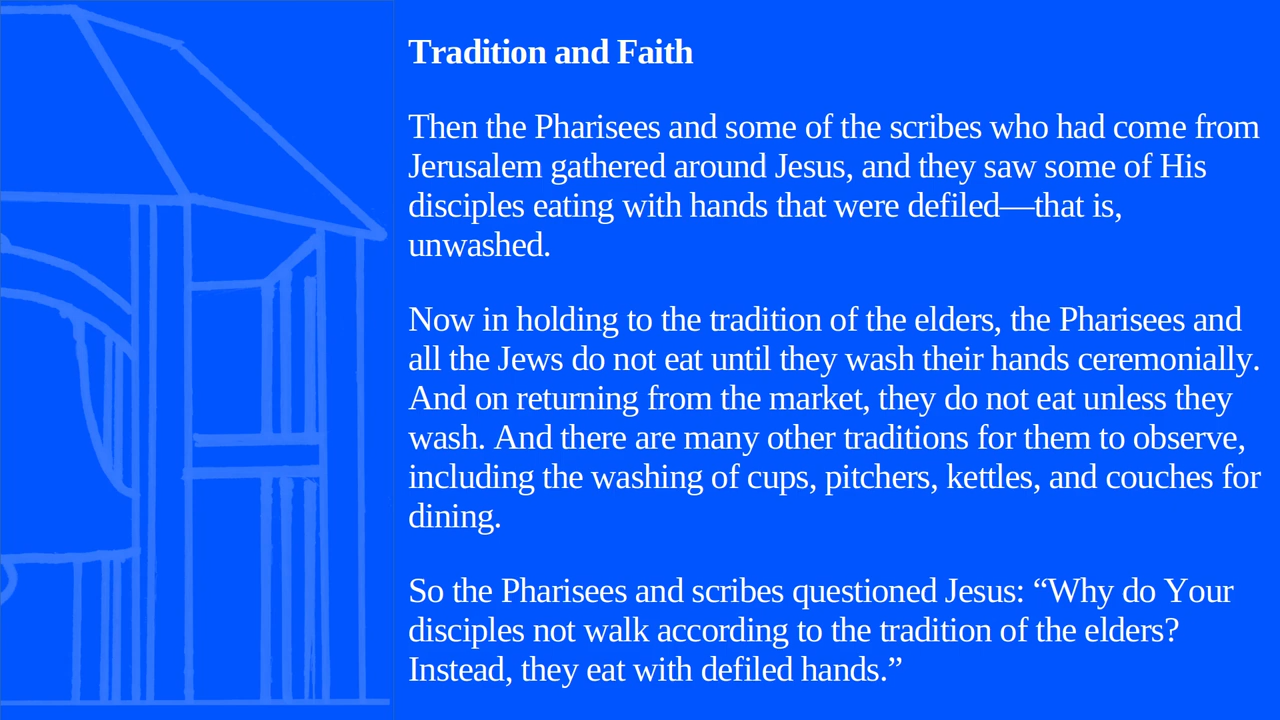 Tradition and Faith
Then the Pharisees and some of the scribes who had come from
Jerusalem gathered around Jesus, and they saw some of His
disciples eating with hands that were defiled—that is,
unwashed.
Now in holding to the tradition of the elders, the Pharisees and
all the Jews do not eat until they wash their hands ceremonially.
And on returning from the market, they do not eat unless they
wash. And there are many other traditions for them to observe,
including the washing of cups, pitchers, kettles, and couches for
dining.
So the Pharisees and scribes questioned Jesus: “Why do Your
disciples not walk according to the tradition of the elders?
Instead, they eat with defiled hands.”